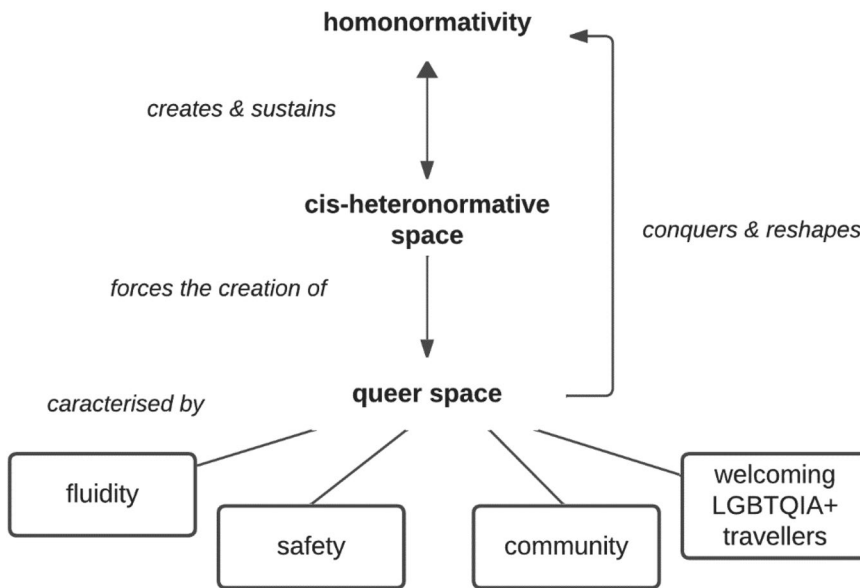 homonormativity
creates & sustains
cis-heteronormative
space
conquers & reshapes
forces the creation of
queer space
caracterised by
fluidity
safety
community
welcoming
LGBTQIA+
travellers